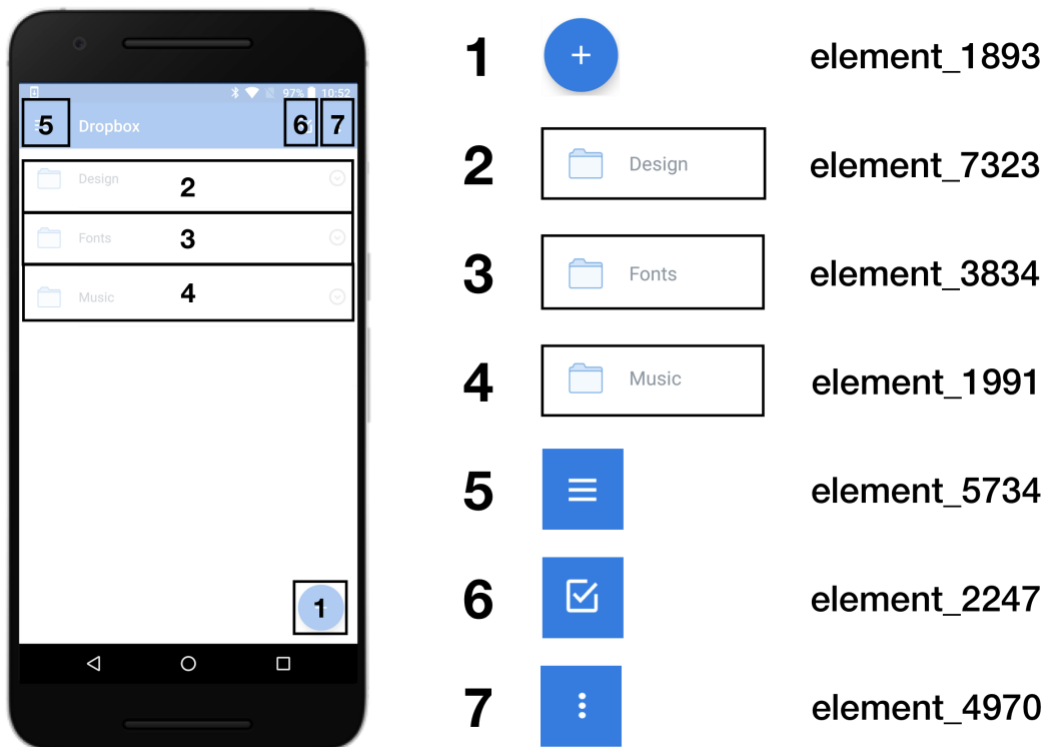 97% 10:52
5 Dropbox 6 7
Design 2
Fonts 3
Music 4
1
1 element_1893
2 Design element_7323
3 Fonts element_3834
4 Music element_1991
5 element_5734
6 element_2247
7 element_4970